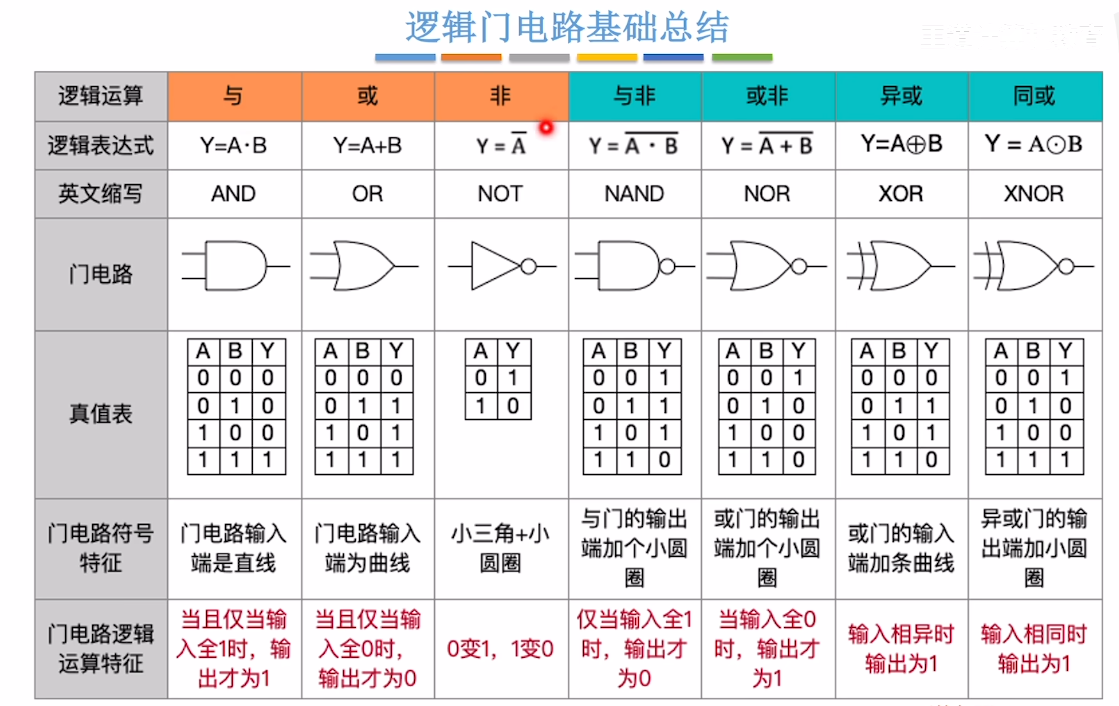 逻辑门电路基础总结
逻辑运算 与 或 非 与非 或非 异或 同或
逻辑表达式 Y=A·B Y=A+B Y = A̅ Y = A̅ ̅·̅ ̅B̅ Y = A̅ ̅+̅ ̅B̅ Y=A⊕B Y = A⊙B
英文缩写 AND OR NOT NAND NOR XOR XNOR
门电路
真值表
A B Y
0 0 0
0 1 0
1 0 0
1 1 1
A B Y
0 0 0
0 1 1
1 0 1
1 1 1
A Y
0 1
1 0
A B Y
0 0 1
0 1 1
1 0 1
1 1 0
A B Y
0 0 1
0 1 0
1 0 0
1 1 0
A B Y
0 0 0
0 1 1
1 0 1
1 1 0
A B Y
0 0 1
0 1 0
1 0 0
1 1 1
门电路符号
特征
门电路输入
端是直线
门电路输入
端为曲线
小三角+小
圆圈
与门的输出
端加个小圆
圈
或门的输出
端加个小圆
圈
或门的输入
端加条曲线
异或门的输
出端加小圆
圈
门电路逻辑
运算特征
当且仅当输
入全1时，输
出才为1
当且仅当输
入全0时，
输出才为0
0变1，1变0
仅当输入全1
时，输出才
为0
当输入全0
时，输出才
为1
输入相异时
输出为1
输入相同时
输出为1